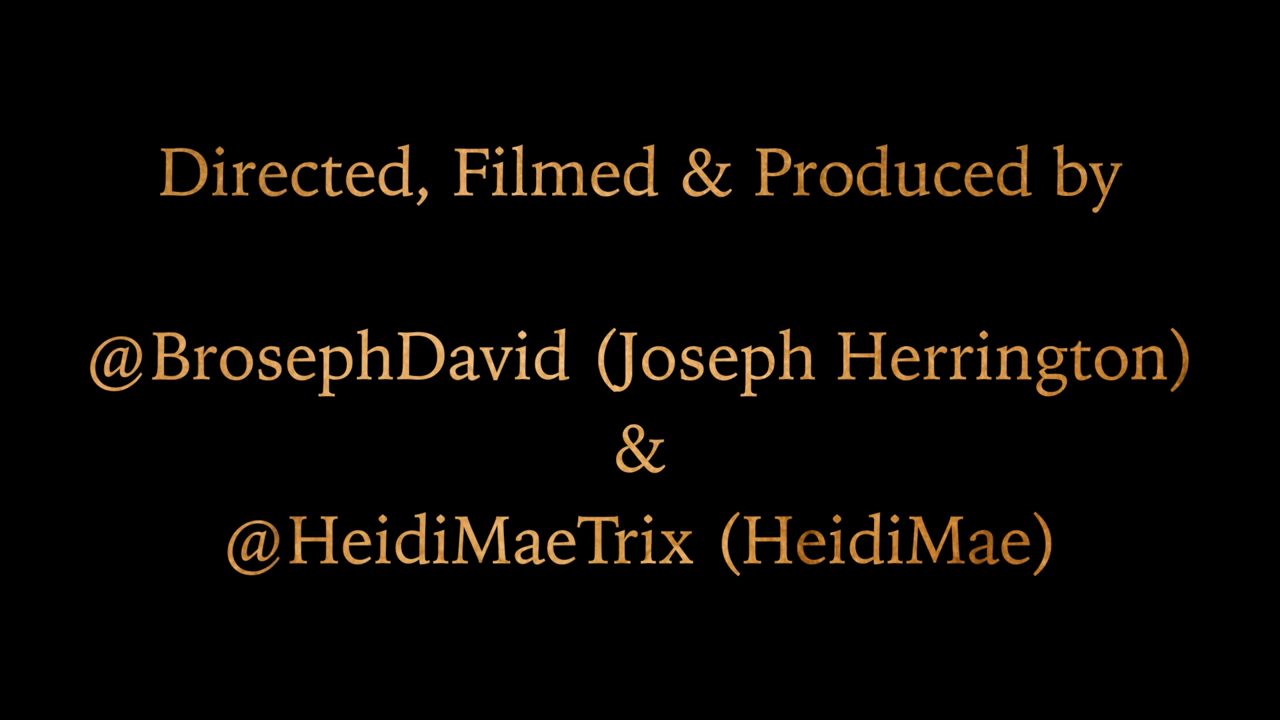 Directed, Filmed & Produced by
@BrosephDavid (Joseph Herrington)
&
@HeidiMaeTrix (HeidiMae)